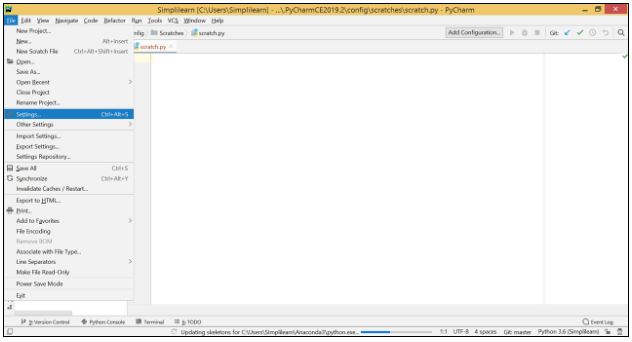 Simplilearn [C:\Users\Simplilearn] - ...\.PyCharmCE2019.2\config\scratches\scratch.py - PyCharm
File Edit View Navigate Code Refactor Run Tools VCS Window Help
nfig Scratches scratch.py Add Configuration... Git:
scratch.py
New Project...
New... Alt+Insert
New Scratch File Ctrl+Alt+Shift+Insert
Open...
Save As...
Open Recent
Close Project
Rename Project...
Settings... Ctrl+Alt+S
Other Settings
Import Settings...
Export Settings...
Settings Repository...
Save All Ctrl+S
Synchronize Ctrl+Alt+Y
Invalidate Caches / Restart...
Export to HTML...
Print...
Add to Favorites
File Encoding
Remove BOM
Associate with File Type...
Line Separators
Make File Read-Only
Power Save Mode
Exit
9: Version Control Python Console Terminal 6: TODO Event Log
Updating skeletons for C:\Users\Simplilearn\Anaconda3\python.exe... 1:1 UTF-8 4 spaces Git: master Python 3.6 (Simplilearn)